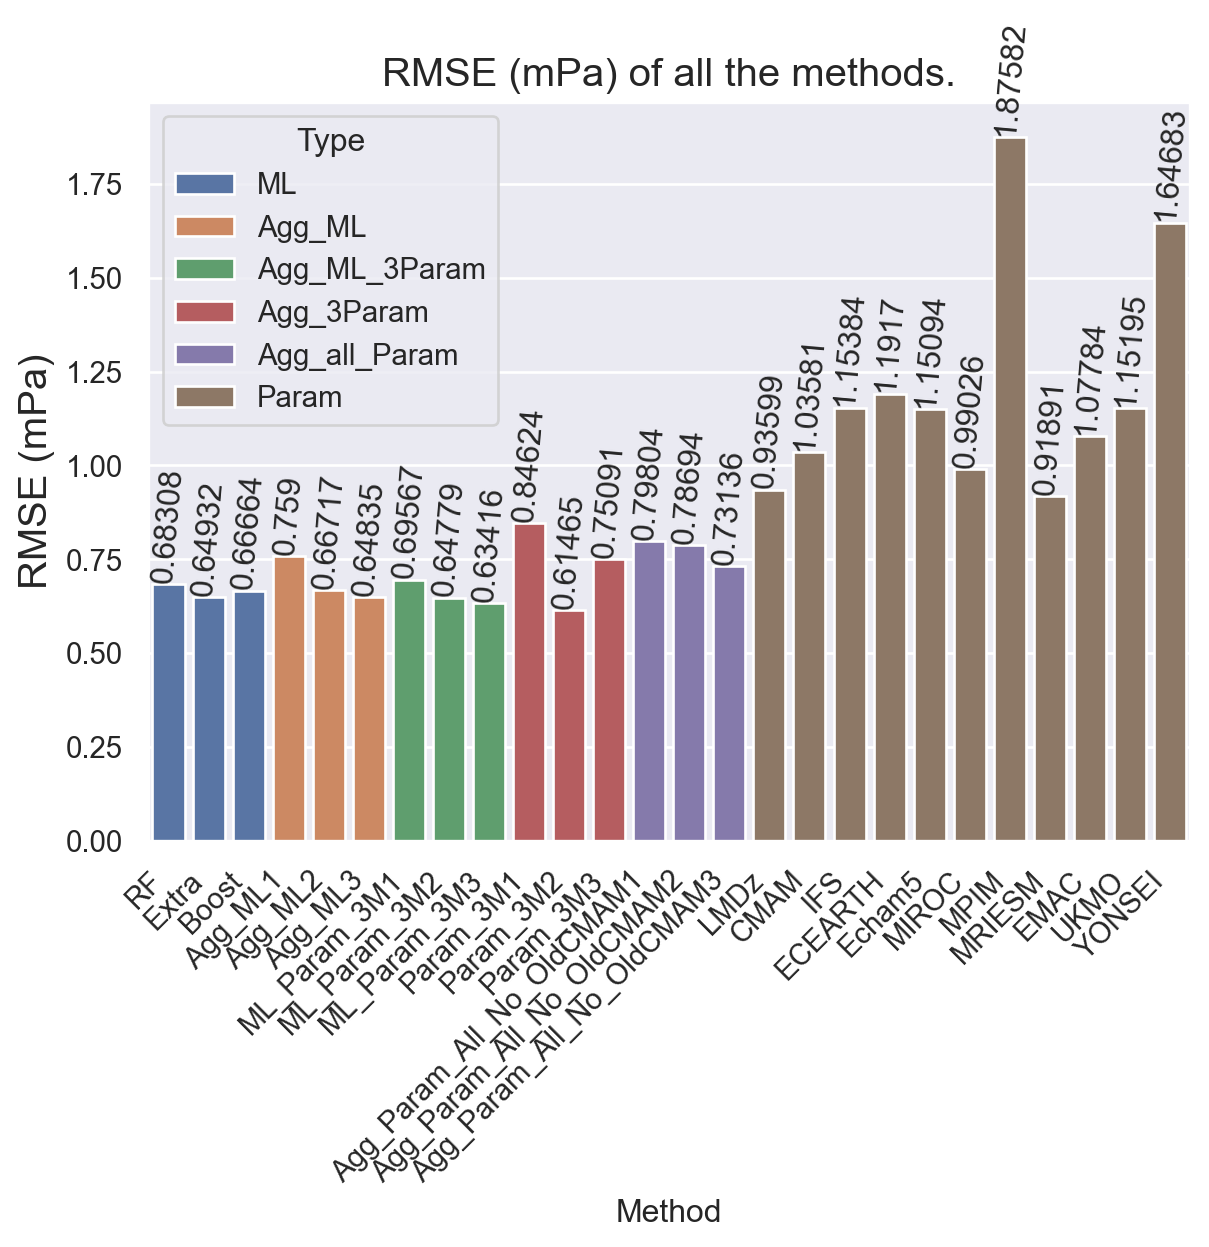 RMSE (mPa) of all the methods.
RMSE (mPa)
1.75
1.50
1.25
1.00
0.75
0.50
0.25
0.00
Type
ML
Agg_ML
Agg_ML_3Param
Agg_3Param
Agg_all_Param
Param
0.68308
0.64932
0.66664
0.759
0.66717
0.64835
0.69567
0.64779
0.63416
0.84624
0.61465
0.75091
0.79804
0.78694
0.73136
0.93599
1.03581
1.15384
1.1917
1.15094
0.99026
1.87582
0.91891
1.07784
1.15195
1.64683
RF
Extra
Boost
Agg_ML1
Agg_ML2
Agg_ML3
ML_Param_3M1
ML_Param_3M2
ML_Param_3M3
Param_3M1
Param_3M2
Param_3M3
Agg_Param_All_No_OldCMAM1
Agg_Param_All_No_OldCMAM2
Agg_Param_All_No_OldCMAM3
LMDz
CMAM
IFS
ECEARTH
Echam5
MIROC
MPIM
MRIESM
EMAC
UKMO
YONSEI
Method